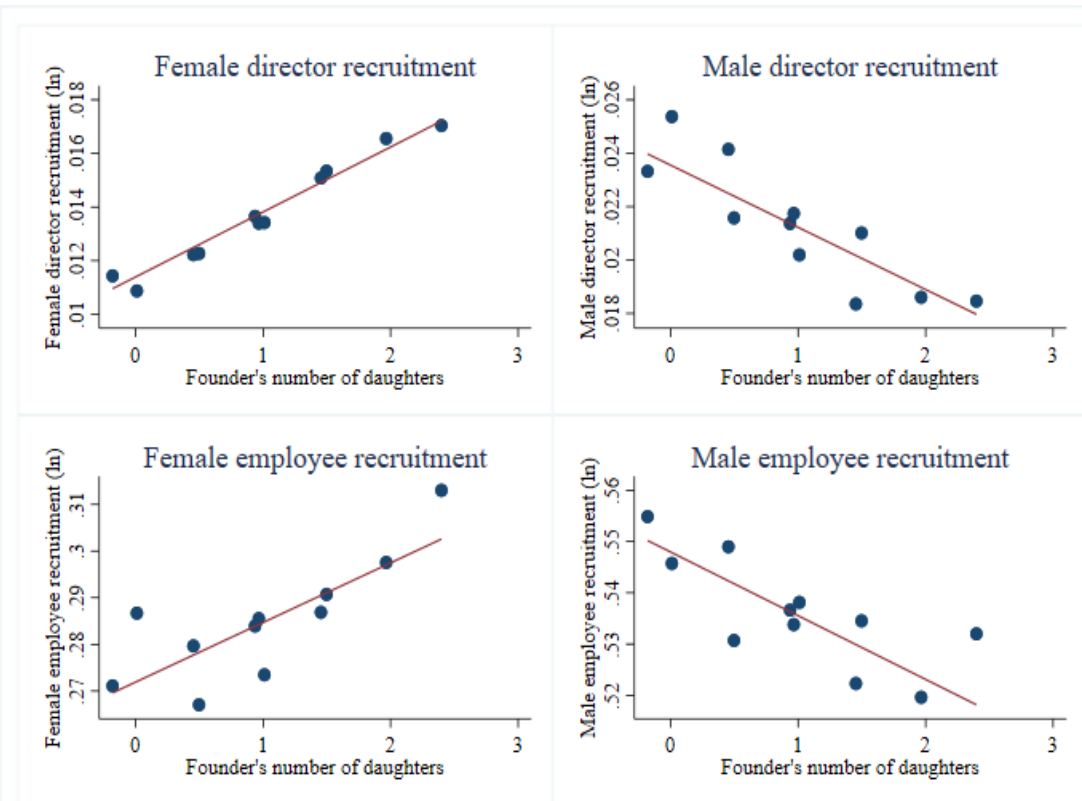 Female director recruitment
Female director recruitment (ln)
.018
.016
.014
.012
.01
0 1 2 3
Founder's number of daughters
Male director recruitment
Male director recruitment (ln)
.026
.024
.022
.02
.018
0 1 2 3
Founder's number of daughters
Female employee recruitment
Female employee recruitment (ln)
.31
.3
.29
.28
.27
0 1 2 3
Founder's number of daughters
Male employee recruitment
Male employee recruitment (ln)
.56
.55
.54
.53
.52
0 1 2 3
Founder's number of daughters